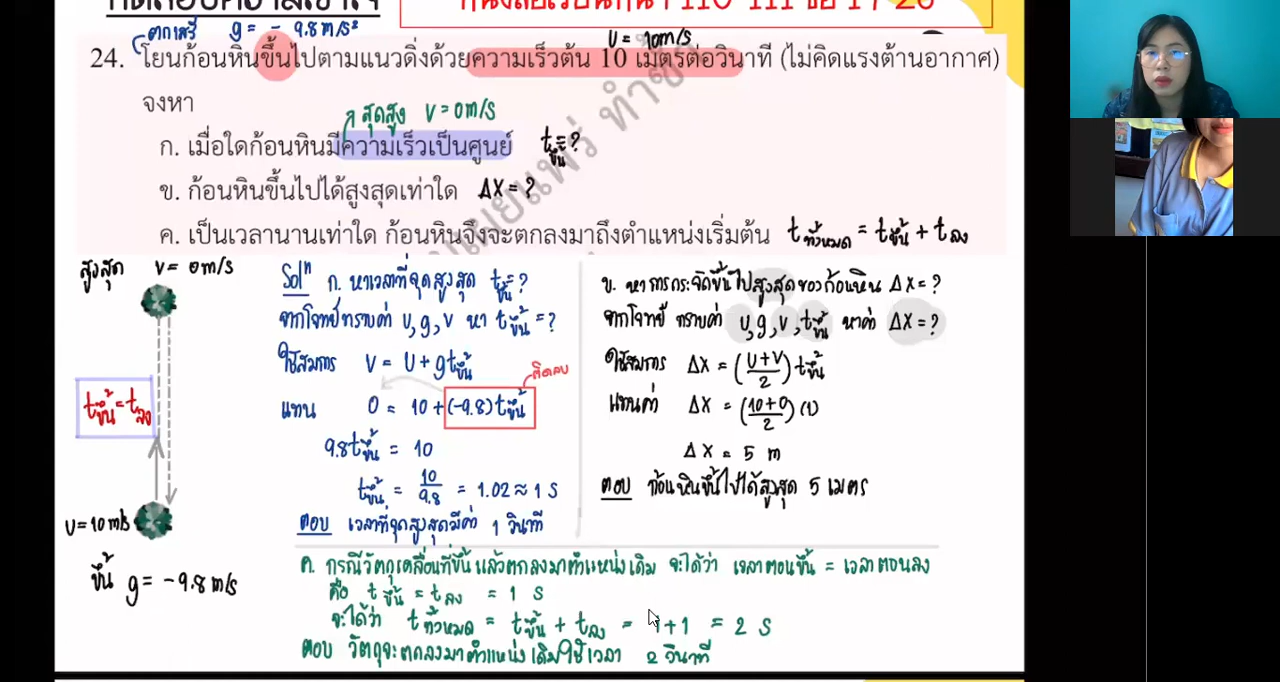 ตกเสรี g = - 9.8 m/s²
u = 10m/s
24. โยนก้อนหินขึ้นไปตามแนวดิ่งด้วยความเร็วต้น 10 เมตรต่อวินาที (ไม่คิดแรงต้านอากาศ)
จงหา
สุดสูง v = 0 m/s
ก. เมื่อใดก้อนหินมีความเร็วเป็นศูนย์ tขึ้น = ?
ข. ก้อนหินขึ้นไปได้สูงสุดเท่าใด Δx = ?
ค. เป็นเวลานานเท่าใด ก้อนหินจึงจะตกลงมาถึงตำแหน่งเริ่มต้น tทั้งหมด = tขึ้น + tลง
สูงสุด v = 0 m/s
tขึ้น = tลง
u = 10 m/s
ขึ้น g = -9.8 m/s
Solⁿ ก. หาเวลาที่จุดสูงสุด tขึ้น = ?
จากโจทย์ทราบค่า u, g, v หา tขึ้น = ?
ใช้สมการ v = u + gtขึ้น
ติดลบ
แทน 0 = 10 + (-9.8) tขึ้น
9.8tขึ้น = 10
tขึ้น = 10/9.8 = 1.02 ≈ 1 s
ตอบ เวลาที่จุดสูงสุดมีค่า 1 วินาที
ข. หาการกระจัดขึ้นไปสูงสุดของก้อนหิน Δx = ?
จากโจทย์ ทราบค่า u, g, v, tขึ้น หาค่า Δx = ?
ใช้สมการ Δx = (u+v/2) tขึ้น
แทนค่า Δx = (10+0/2) (1)
Δx = 5 m
ตอบ ก้อนหินขึ้นไปได้สูงสุด 5 เมตร
ค. กรณีวัตถุเคลื่อนที่ขึ้นแล้วตกลงมาตำแหน่งเดิม จะได้ว่า เวลาตอนขึ้น = เวลาตอนลง
คือ tขึ้น = tลง = 1 s
จะได้ว่า tทั้งหมด = tขึ้น + tลง = 1+1 = 2 s
ตอบ วัตถุจะตกลงมาตำแหน่งเดิมใช้เวลา 2 วินาที